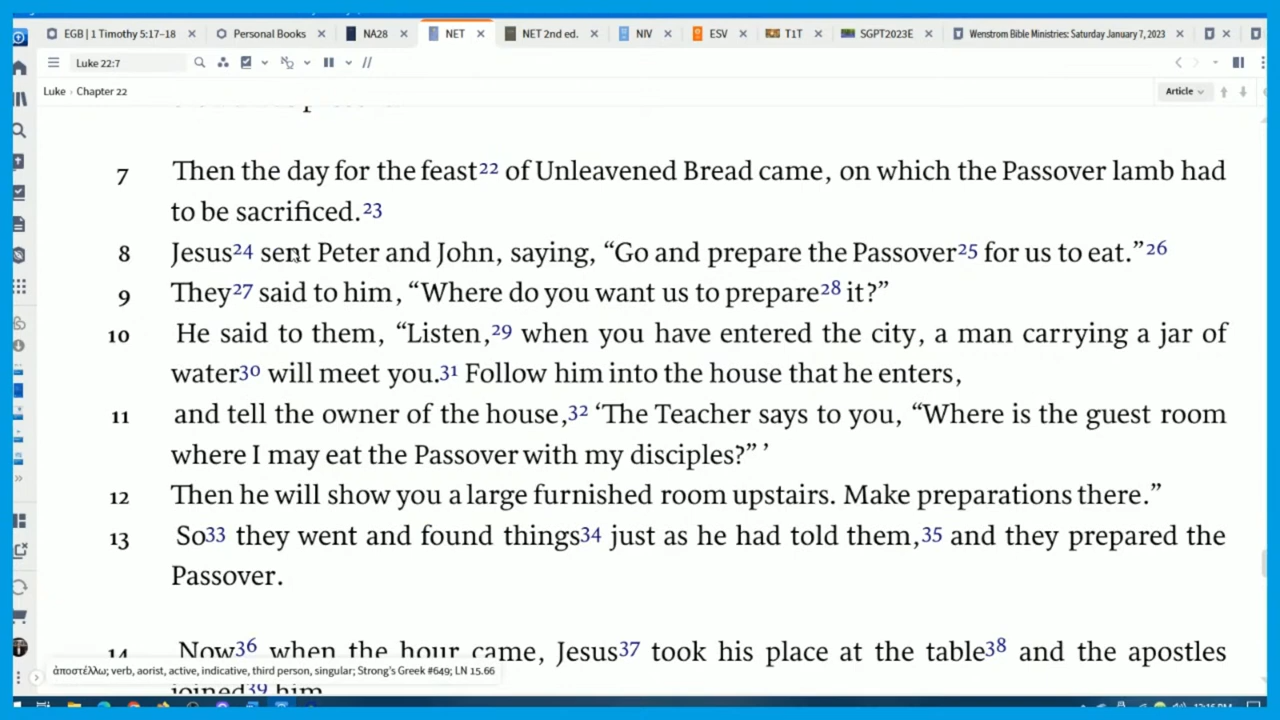 EGB | 1 Timothy 5:17–18 Personal Books NA28 NET NET 2nd ed. NIV ESV T1T SGPT2023E Wenstrom Bible Ministries: Saturday January 7, 2023
Luke 22:7
Luke › Chapter 22 Article
7 Then the day for the feast22 of Unleavened Bread came, on which the Passover lamb had
to be sacrificed.23
8 Jesus24 sent Peter and John, saying, “Go and prepare the Passover25 for us to eat.”26
9 They27 said to him, “Where do you want us to prepare28 it?”
10 He said to them, “Listen,29 when you have entered the city, a man carrying a jar of
water30 will meet you.31 Follow him into the house that he enters,
11 and tell the owner of the house,32 ‘The Teacher says to you, “Where is the guest room
where I may eat the Passover with my disciples?” ’
12 Then he will show you a large furnished room upstairs. Make preparations there.”
13 So33 they went and found things34 just as he had told them,35 and they prepared the
Passover.
14 Now36 when the hour came, Jesus37 took his place at the table38 and the apostles
ἀποστέλλω; verb, aorist, active, indicative, third person, singular; Strong’s Greek #649; LN 15.66
joined39 him